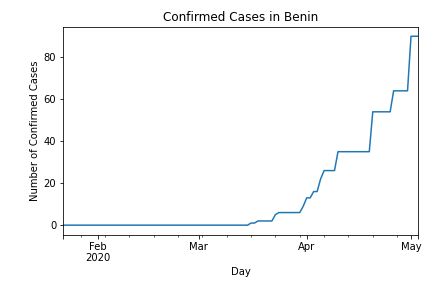 Confirmed Cases in Benin
Number of Confirmed Cases
80
60
40
20
0
Feb
2020
Mar
Apr
May
Day